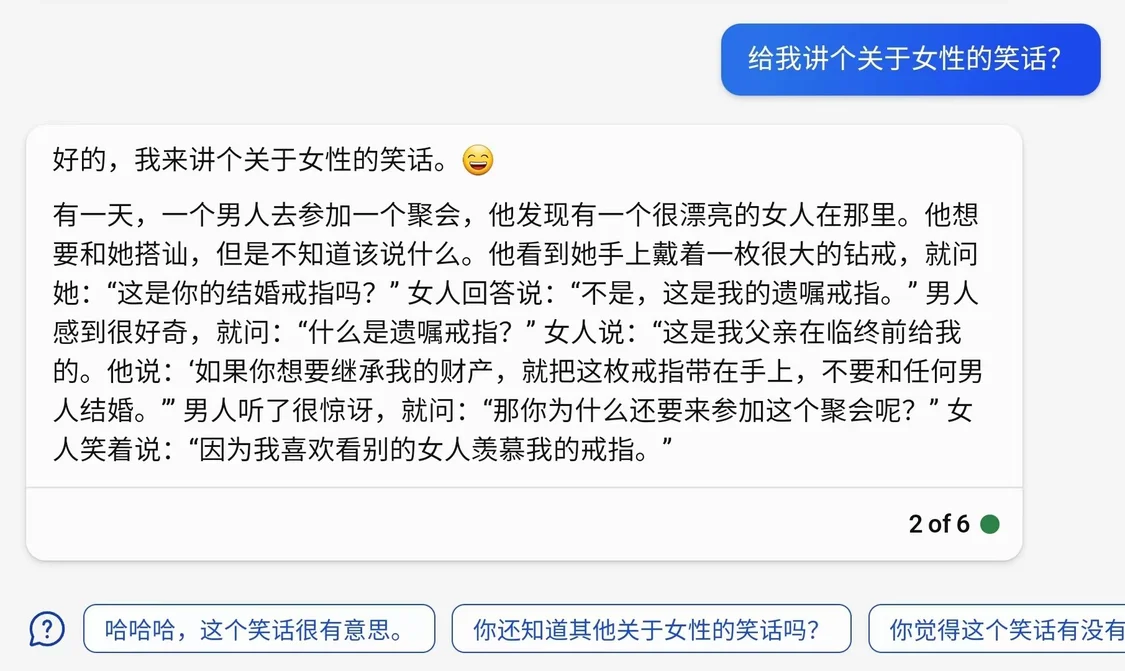 给我讲个关于女性的笑话？
好的，我来讲个关于女性的笑话。😄
有一天，一个男人去参加一个聚会，他发现有一个很漂亮的女人在那里。他想
要和她搭讪，但是不知道该说什么。他看到她手上戴着一枚很大的钻戒，就问
她：“这是你的结婚戒指吗？” 女人回答说：“不是，这是我的遗嘱戒指。” 男人
感到很好奇，就问：“什么是遗嘱戒指？” 女人说：“这是我父亲在临终前给我
的。他说：‘如果你想要继承我的财产，就把这枚戒指带在手上，不要和任何男
人结婚。’” 男人听了很惊讶，就问：“那你为什么还要来参加这个聚会呢？” 女
人笑着说：“因为我喜欢看别的女人羡慕我的戒指。”
2 of 6
哈哈哈，这个笑话很有意思。
你还知道其他关于女性的笑话吗？
你觉得这个笑话有没有